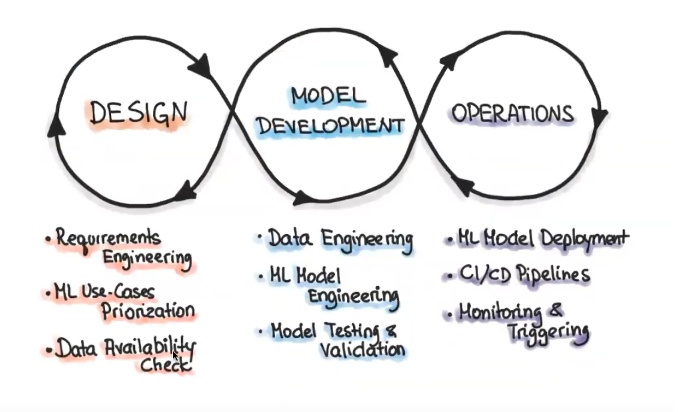 DESIGN
MODEL
DEVELOPMENT
OPERATIONS
• Requirements
Engineering
• ML Use-Cases
Priorization
• Data Availability
Check
• Data Engineering
• ML Model
Engineering
• Model Testing &
Validation
• ML Model Deployment
• CI/CD Pipelines
• Monitoring &
Triggering